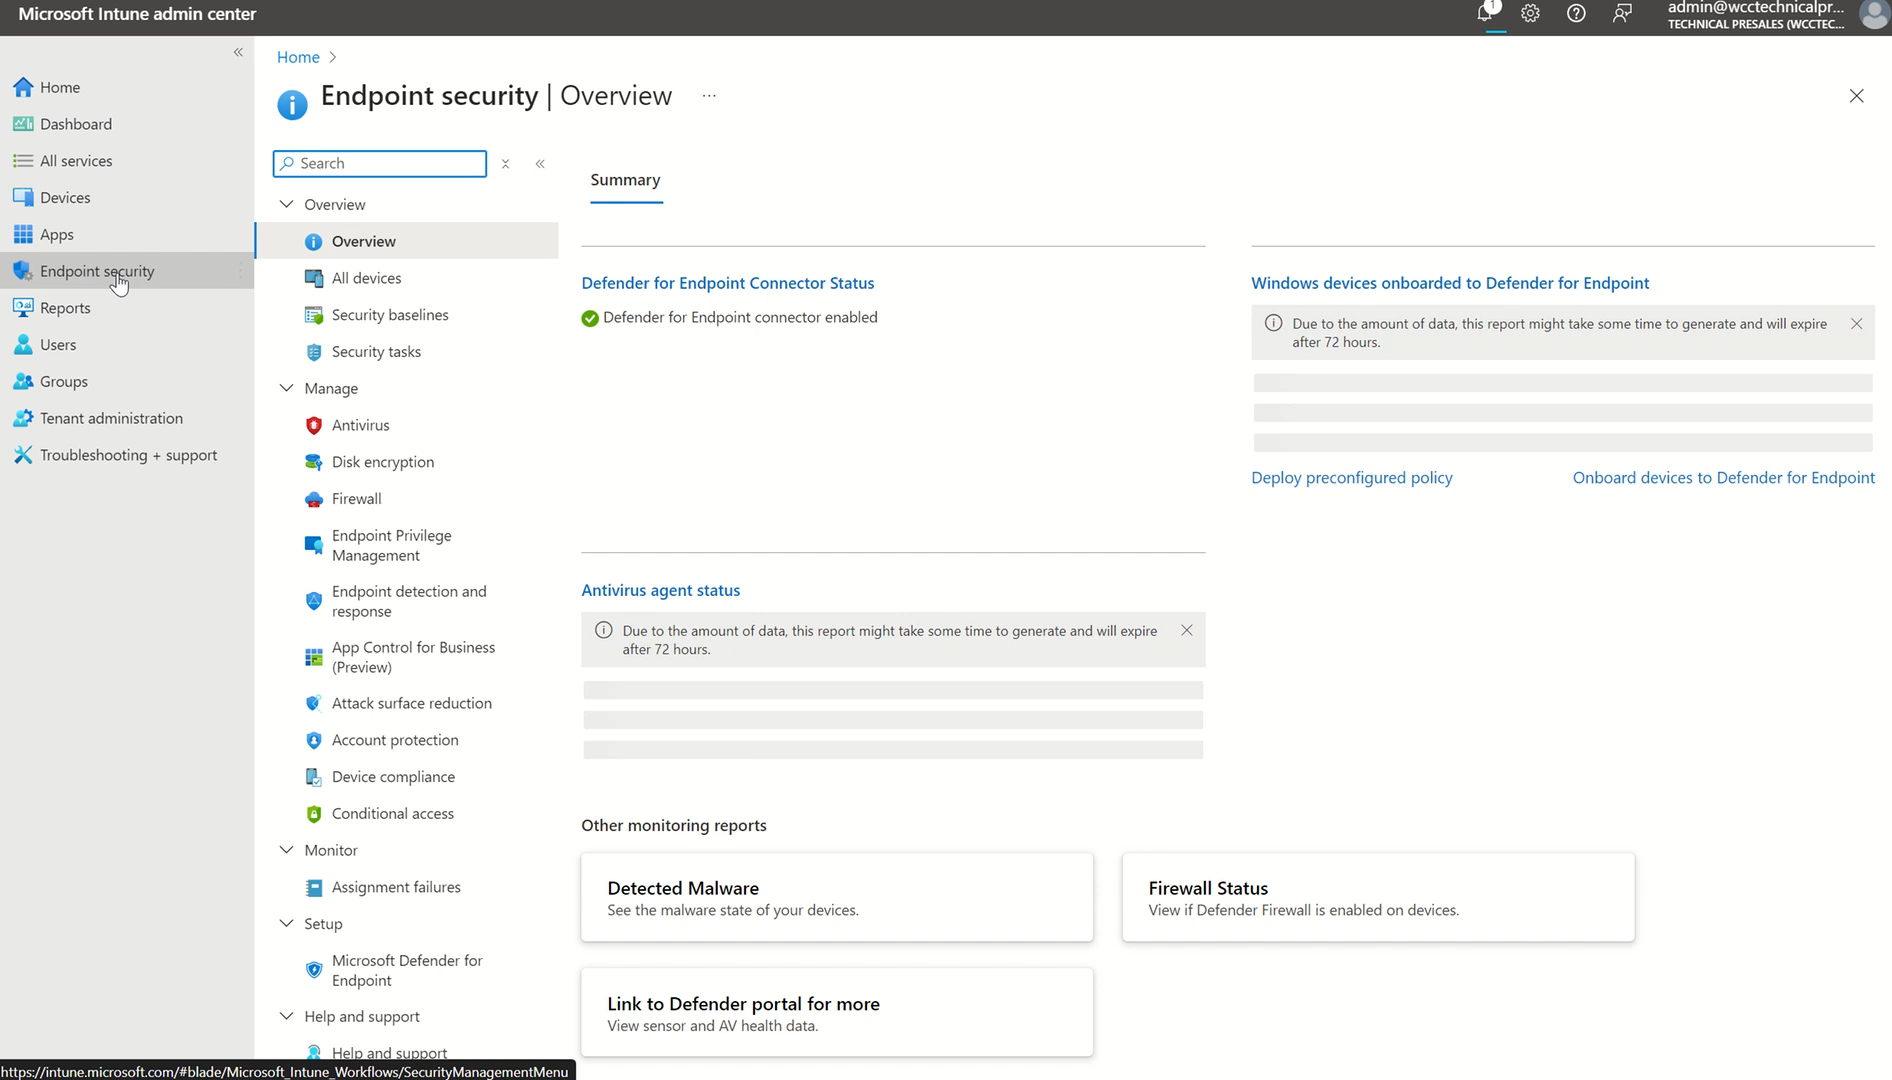 Microsoft Intune admin center
1
admin@wcctechnicalpr...
TECHNICAL PRESALES (WCCTEC...
Home
Dashboard
All services
Devices
Apps
Endpoint security
Reports
Users
Groups
Tenant administration
Troubleshooting + support
Home >
Endpoint security | Overview ...
Search
Overview
Overview
All devices
Security baselines
Security tasks
Manage
Antivirus
Disk encryption
Firewall
Endpoint Privilege
Management
Endpoint detection and
response
App Control for Business
(Preview)
Attack surface reduction
Account protection
Device compliance
Conditional access
Monitor
Assignment failures
Setup
Microsoft Defender for
Endpoint
Help and support
Help and support
Summary
Defender for Endpoint Connector Status
Defender for Endpoint connector enabled
Windows devices onboarded to Defender for Endpoint
Due to the amount of data, this report might take some time to generate and will expire
after 72 hours.
Deploy preconfigured policy
Onboard devices to Defender for Endpoint
Antivirus agent status
Due to the amount of data, this report might take some time to generate and will expire
after 72 hours.
Other monitoring reports
Detected Malware
See the malware state of your devices.
Firewall Status
View if Defender Firewall is enabled on devices.
Link to Defender portal for more
View sensor and AV health data.
https://intune.microsoft.com/#blade/Microsoft_Intune_Workflows/SecurityManagementMenu